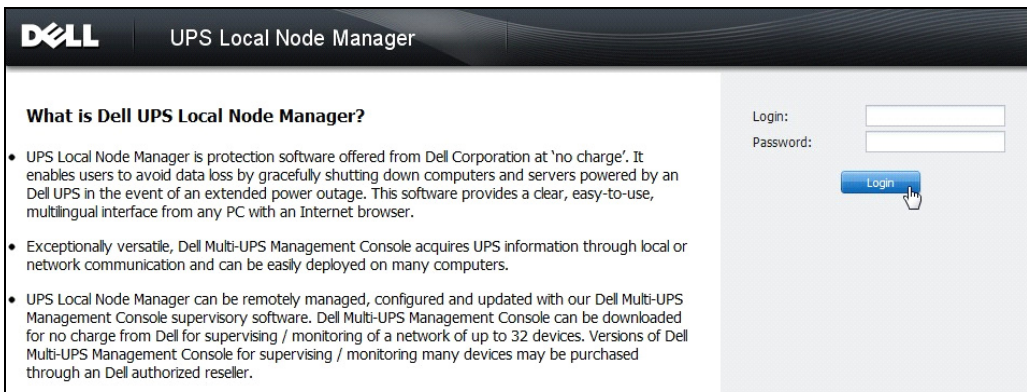 DELL
UPS Local Node Manager
What is Dell UPS Local Node Manager?
Login:
Password:
Login
• UPS Local Node Manager is protection software offered from Dell Corporation at ‘no charge’. It
enables users to avoid data loss by gracefully shutting down computers and servers powered by an
Dell UPS in the event of an extended power outage. This software provides a clear, easy-to-use,
multilingual interface from any PC with an Internet browser.
• Exceptionally versatile, Dell Multi-UPS Management Console acquires UPS information through local or
network communication and can be easily deployed on many computers.
• UPS Local Node Manager can be remotely managed, configured and updated with our Dell Multi-UPS
Management Console supervisory software. Dell Multi-UPS Management Console can be downloaded
for no charge from Dell for supervising / monitoring of a network of up to 32 devices. Versions of Dell
Multi-UPS Management Console for supervising / monitoring many devices may be purchased
through an Dell authorized reseller.